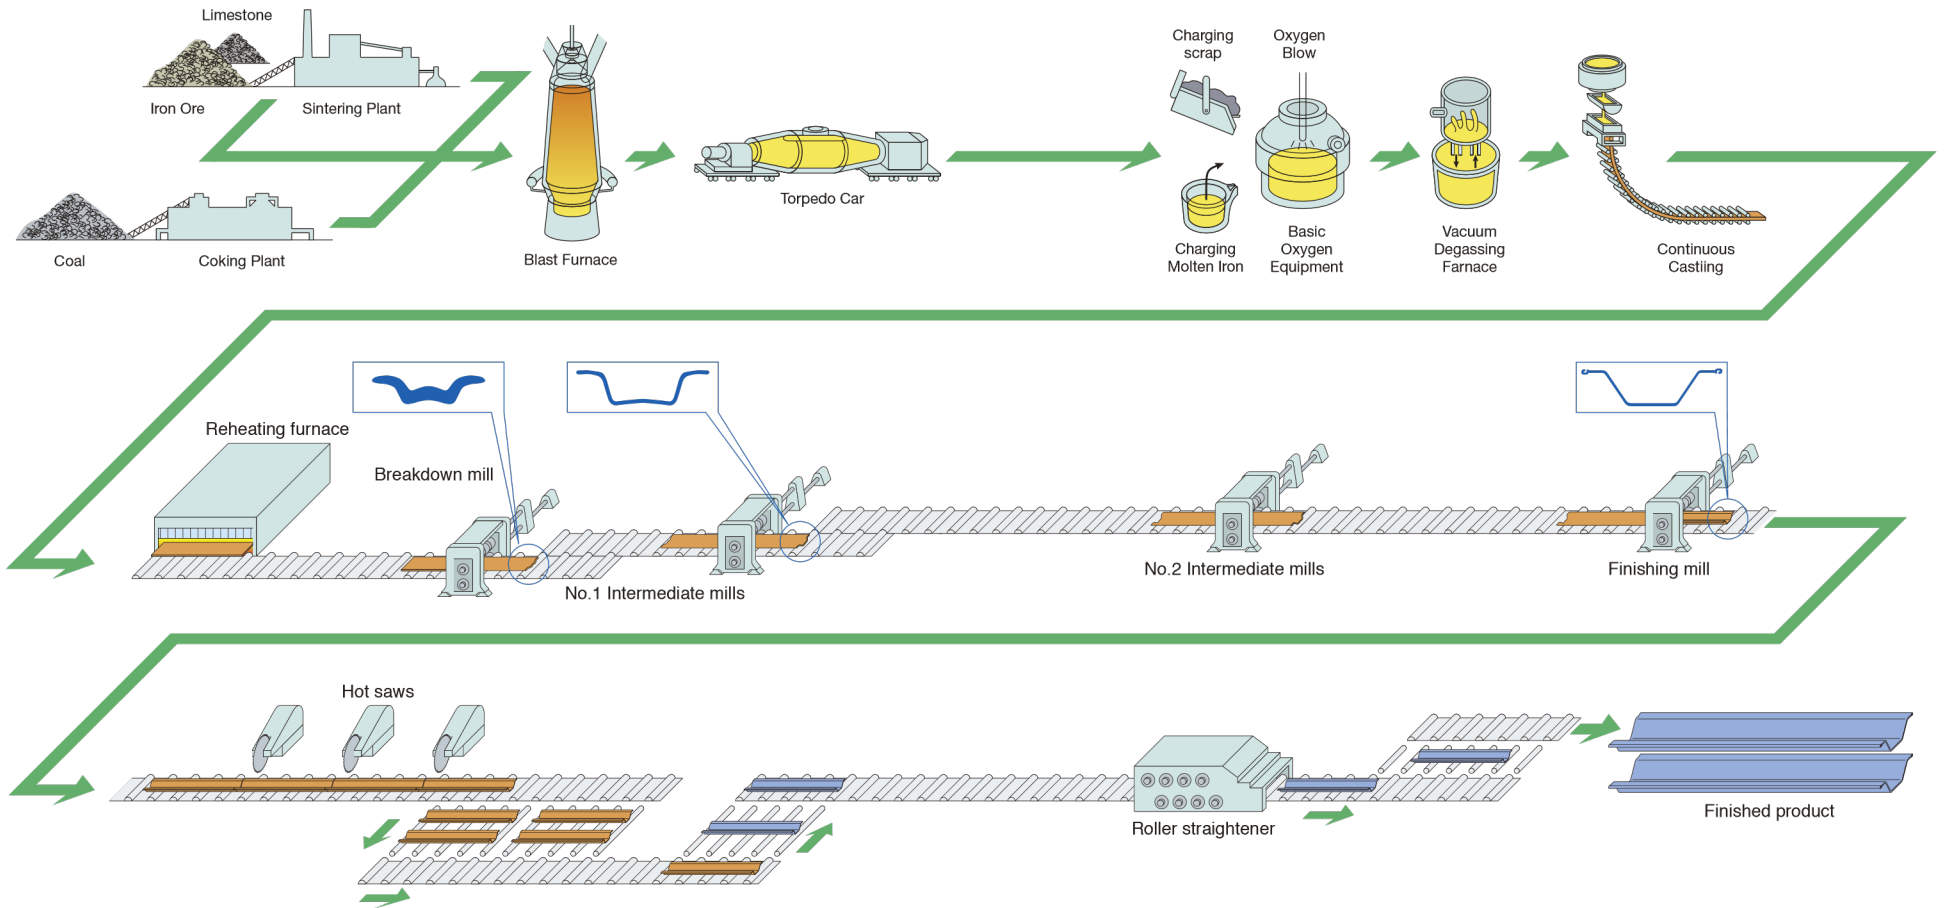 Limestone
Iron Ore
Sintering Plant
Coal
Coking Plant
Blast Furnace
Torpedo Car
Charging
scrap
Oxygen
Blow
Charging
Molten Iron
Basic
Oxygen
Equipment
Vacuum
Degassing
Farnace
Continuous
Castiing
Reheating furnace
Breakdown mill
No.1 Intermediate mills
No.2 Intermediate mills
Finishing mill
Hot saws
Roller straightener
Finished product